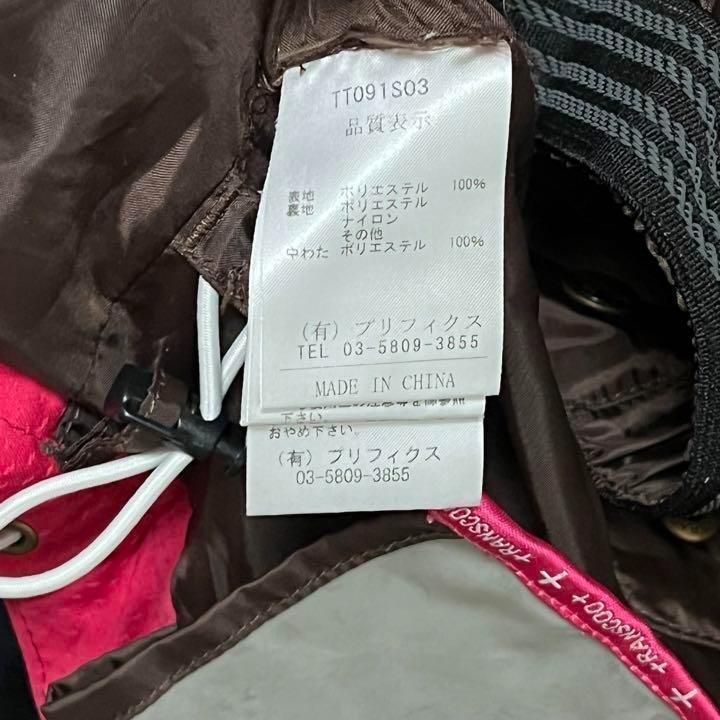 TT091S03
品質表示
表地 ポリエステル 100%
裏地 ポリエステル
ナイロン
その他
中わた ポリエステル 100%
(有) プリフィクス
TEL 03-5809-3855
MADE IN CHINA
下さい
おやめ下さい。
(有) プリフィクス
03-5809-3855
+RANSCO
+RANSCOO+
+RANSCOO+